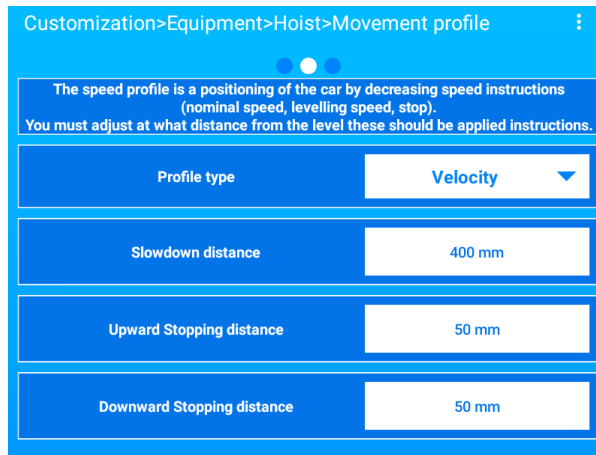 Customization>Equipment>Hoist>Movement profile
The speed profile is a positioning of the car by decreasing speed instructions
(nominal speed, levelling speed, stop).
You must adjust at what distance from the level these should be applied instructions.
Profile type
Velocity
Slowdown distance
400 mm
Upward Stopping distance
50 mm
Downward Stopping distance
50 mm